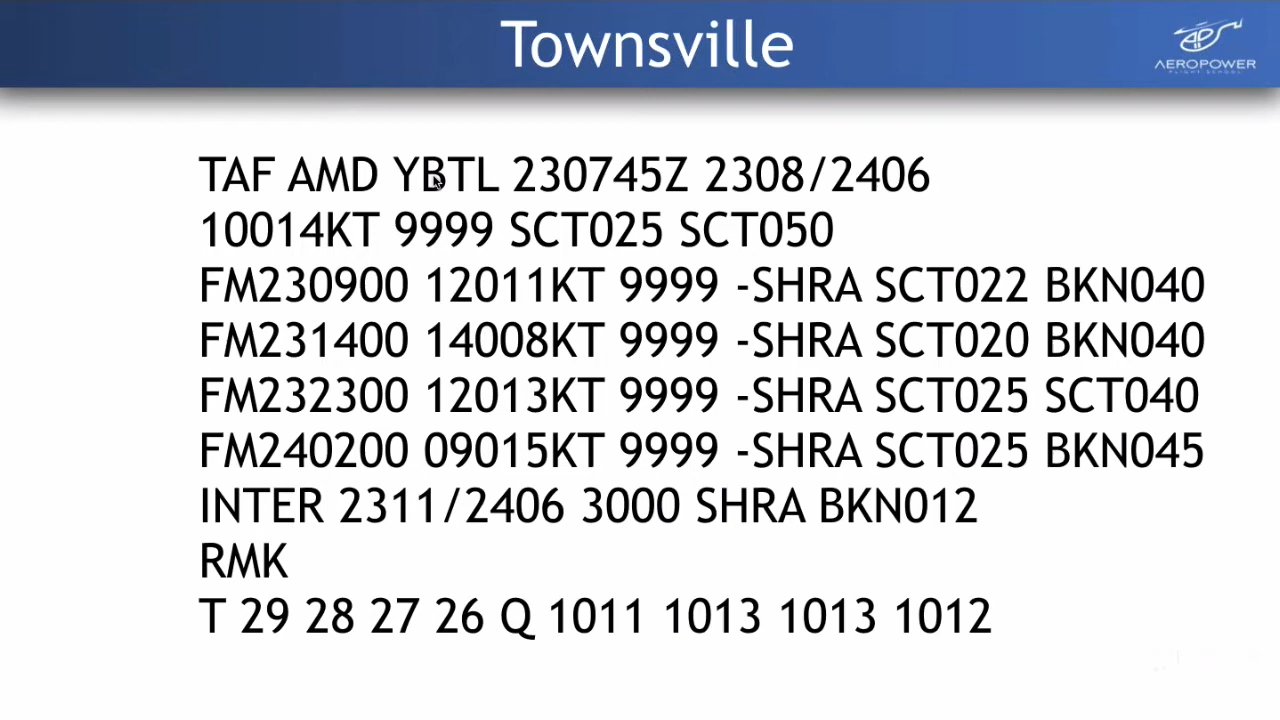 Townsville
AEROPOWER
FLIGHT SCHOOL
TAF AMD YBTL 230745Z 2308/2406
10014KT 9999 SCT025 SCT050
FM230900 12011KT 9999 -SHRA SCT022 BKN040
FM231400 14008KT 9999 -SHRA SCT020 BKN040
FM232300 12013KT 9999 -SHRA SCT025 SCT040
FM240200 09015KT 9999 -SHRA SCT025 BKN045
INTER 2311/2406 3000 SHRA BKN012
RMK
T 29 28 27 26 Q 1011 1013 1013 1012